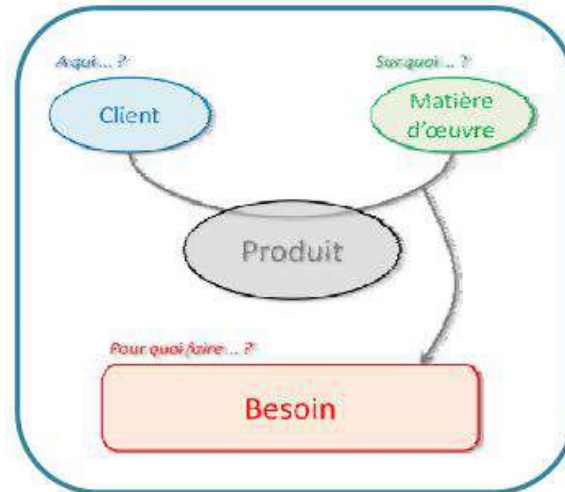 A qui... ?
Sur quoi... ?
Client
Matière
d'œuvre
Produit
Pour quoi faire... ?
Besoin